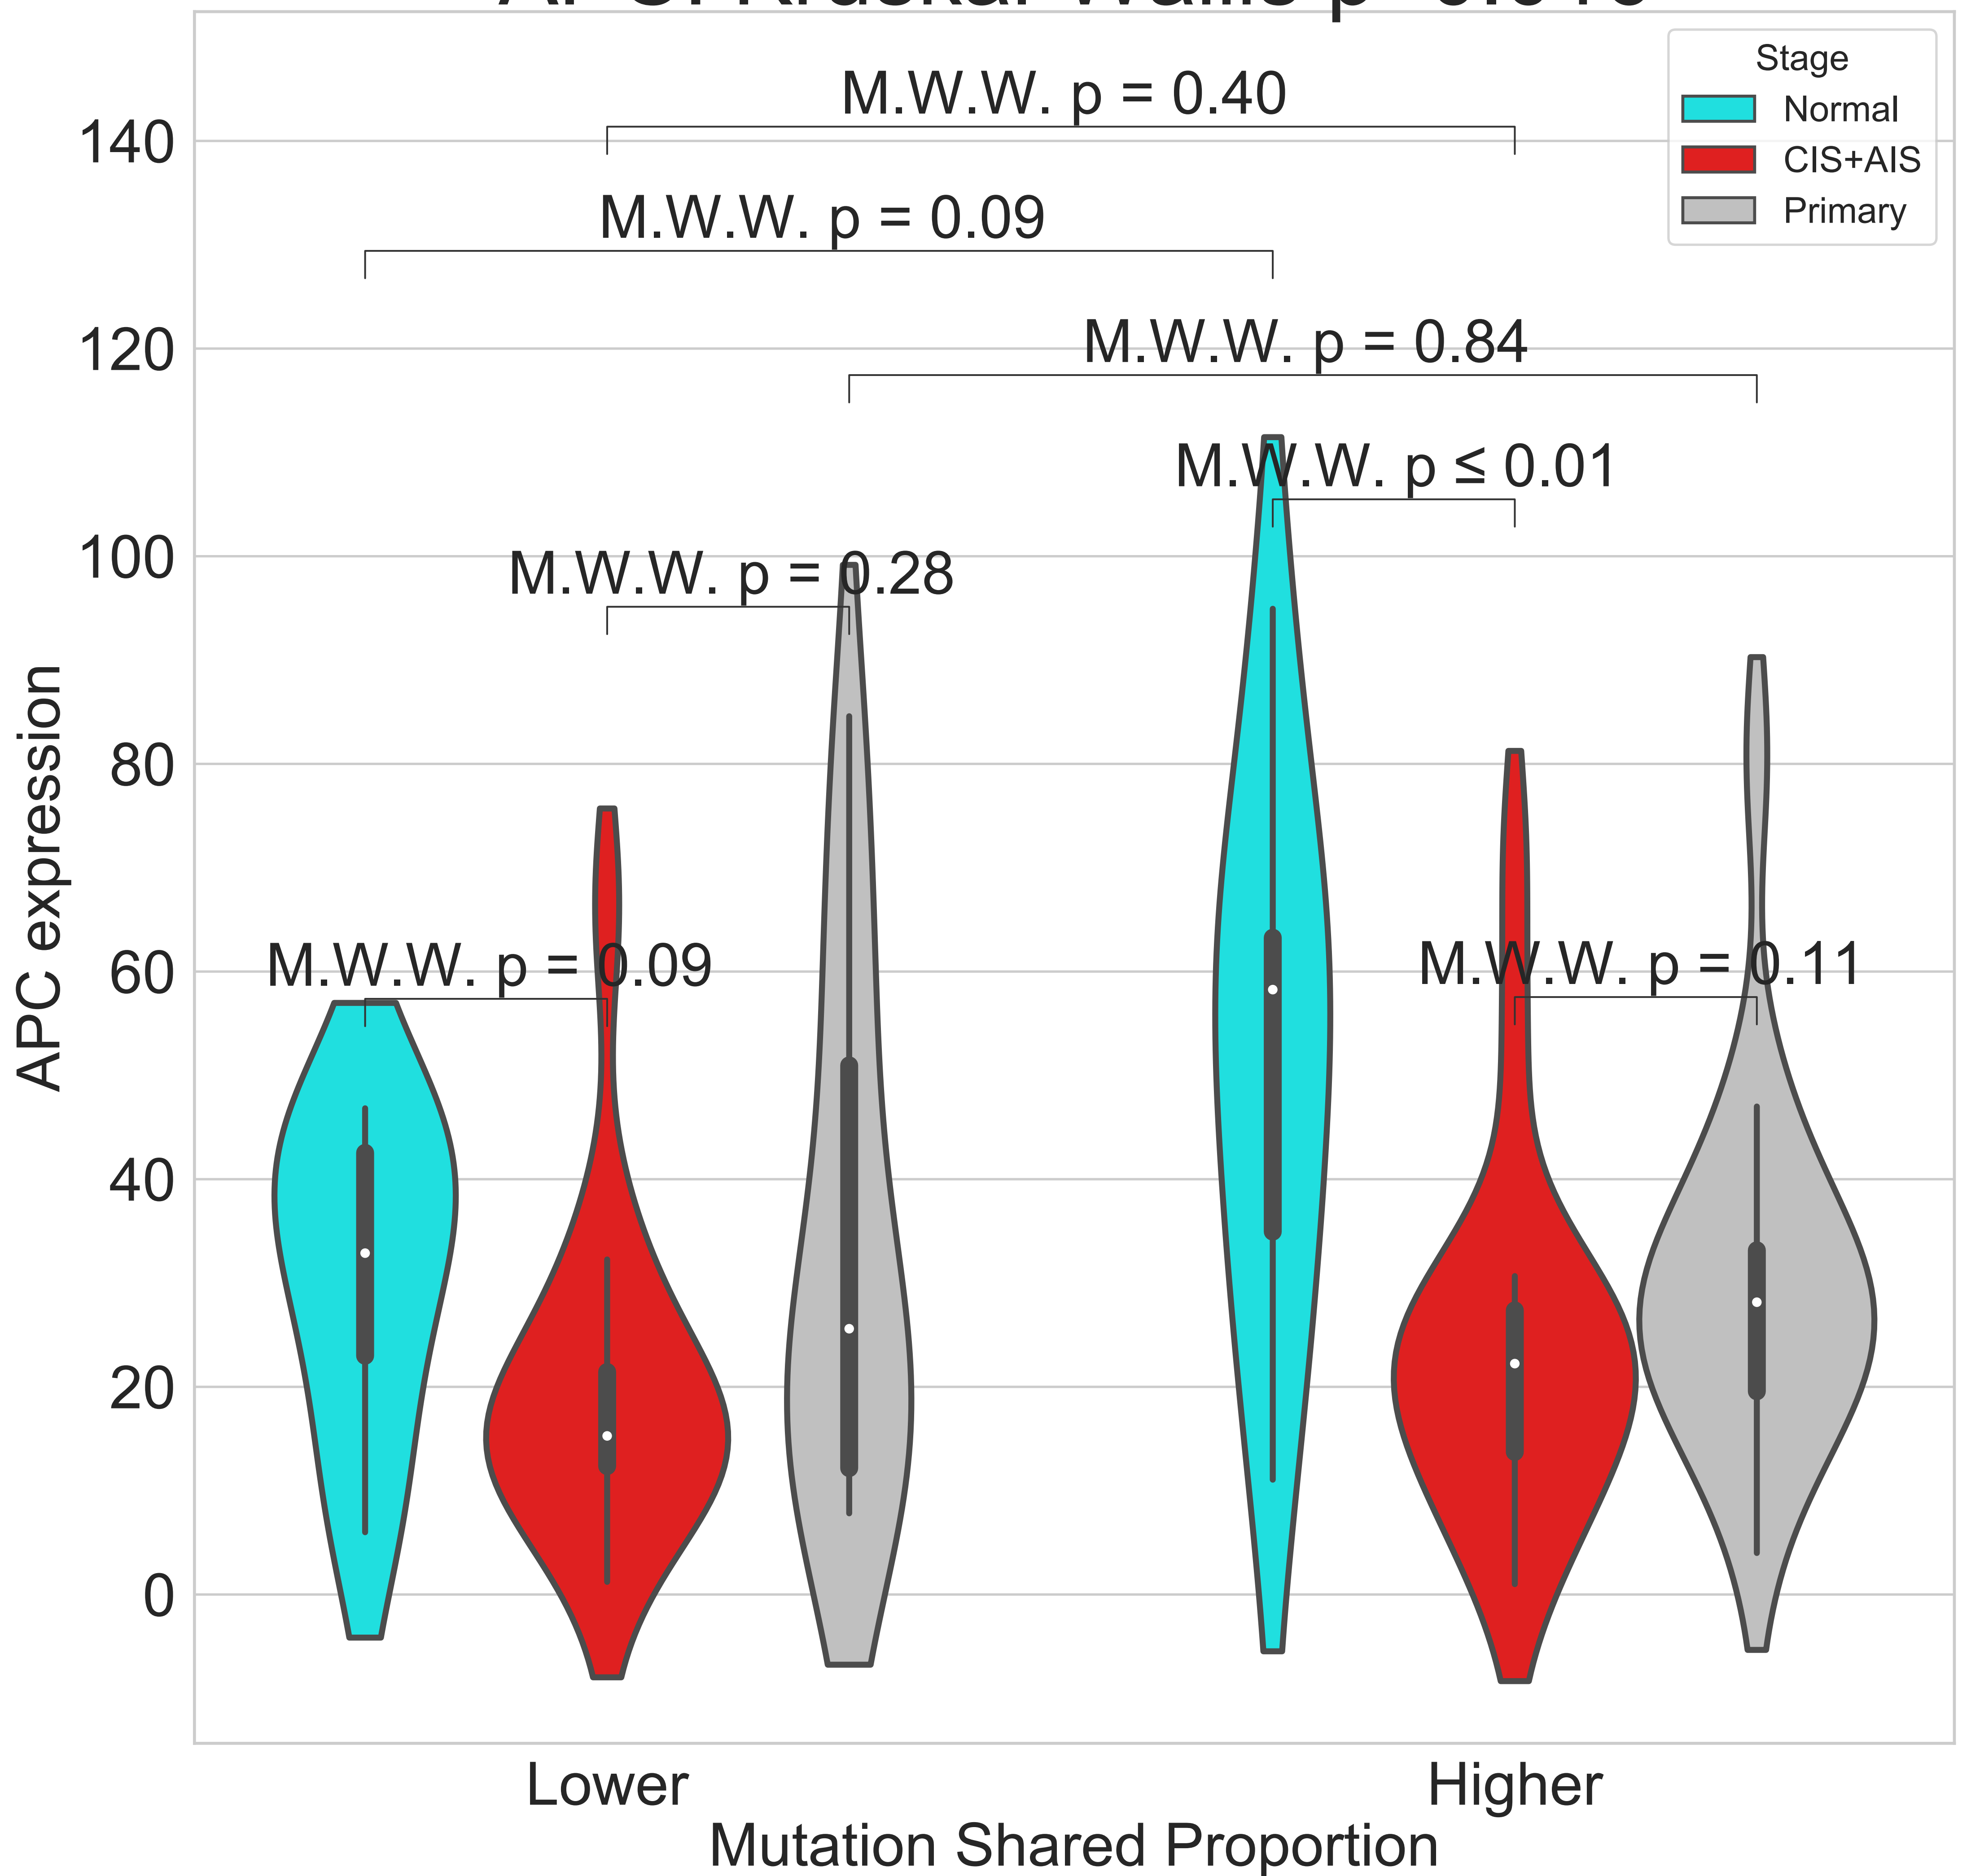 Stage
Normal
CIS+AIS
Primary
M.W.W. p = 0.40
M.W.W. p = 0.09
M.W.W. p = 0.84
M.W.W. p ≤ 0.01
M.W.W. p = 0.28
M.W.W. p = 0.09
M.W.W. p = 0.11
140
120
100
80
60
40
20
0
APC expression
Lower
Higher
Mutation Shared Proportion